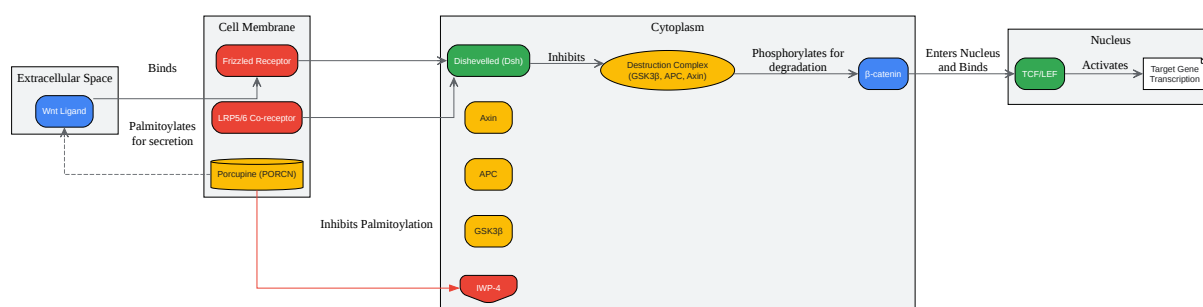 Cell Membrane
Cytoplasm
Nucleus
Extracellular Space
Binds
Frizzled Receptor
Dishevelled (Dsh)
Inhibits
Destruction Complex
(GSK3β, APC, Axin)
Phosphorylates for
degradation
β-catenin
Enters Nucleus
and Binds
TCF/LEF
Activates
Target Gene
Transcription
Wnt Ligand
LRP5/6 Co-receptor
Axin
Palmitoylates
for secretion
Porcupine (PORCN)
APC
Inhibits Palmitoylation
GSK3β
IWP-4